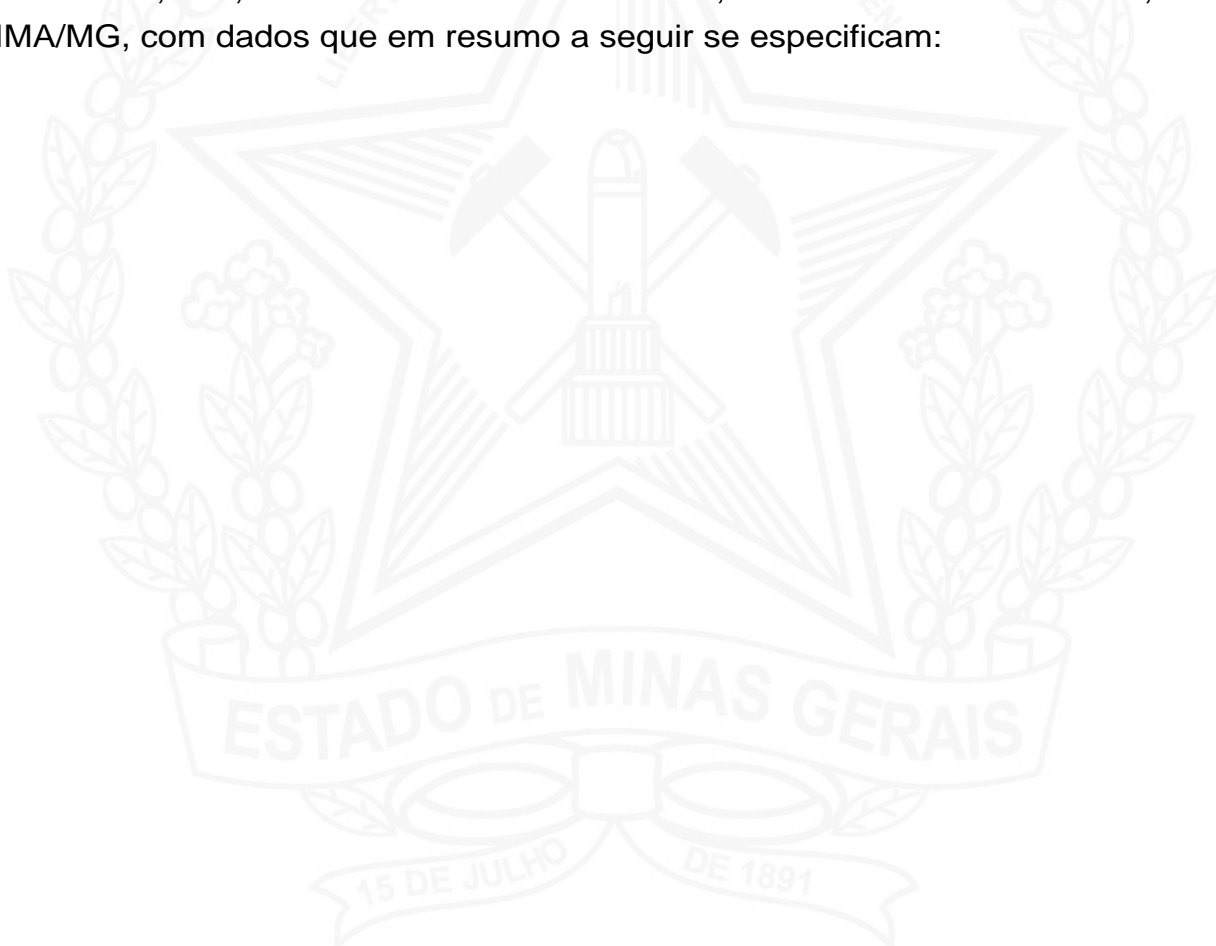 IMA/MG, com dados que em resumo a seguir se especificam:
ESTADO DE MINAS GERAIS
15 DE JULHO DE 1891